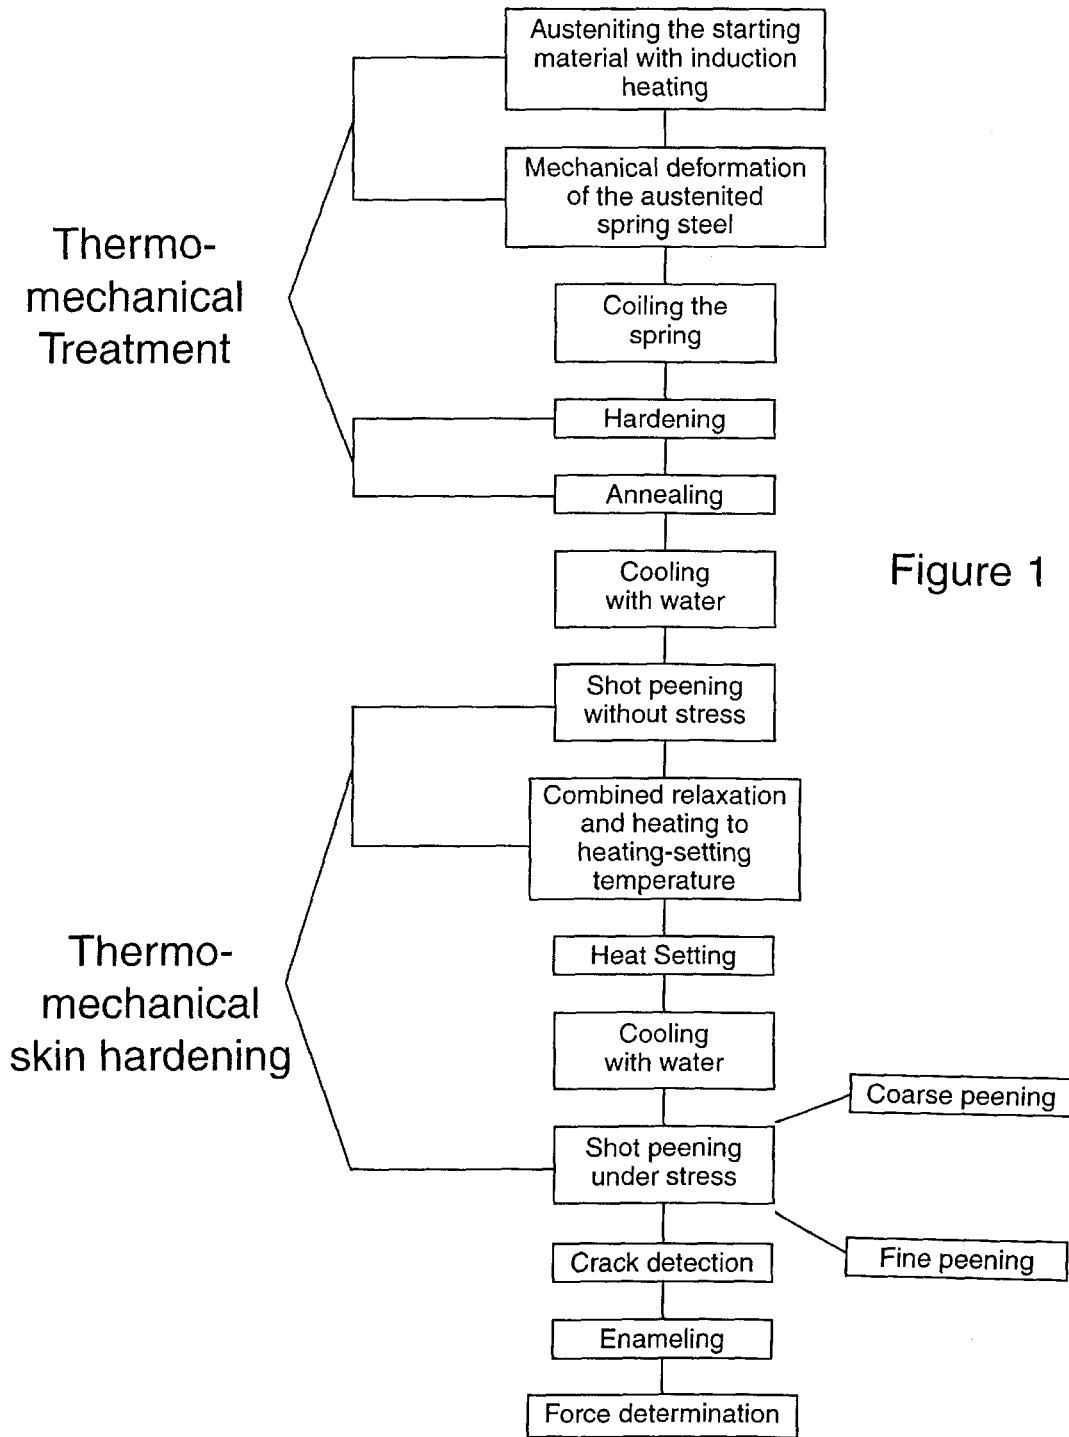 Austeniting the starting
material with induction
heating
Mechanical deformation
of the austenited
spring steel
Thermo-
mechanical
Treatment
Coiling the
spring
Hardening
Annealing
Cooling
with water
Figure 1
Shot peening
without stress
Combined relaxation
and heating to
heating-setting
temperature
Thermo-
mechanical
skin hardening
Heat Setting
Cooling
with water
Coarse peening
Shot peening
under stress
Fine peening
Crack detection
Enameling
Force determination